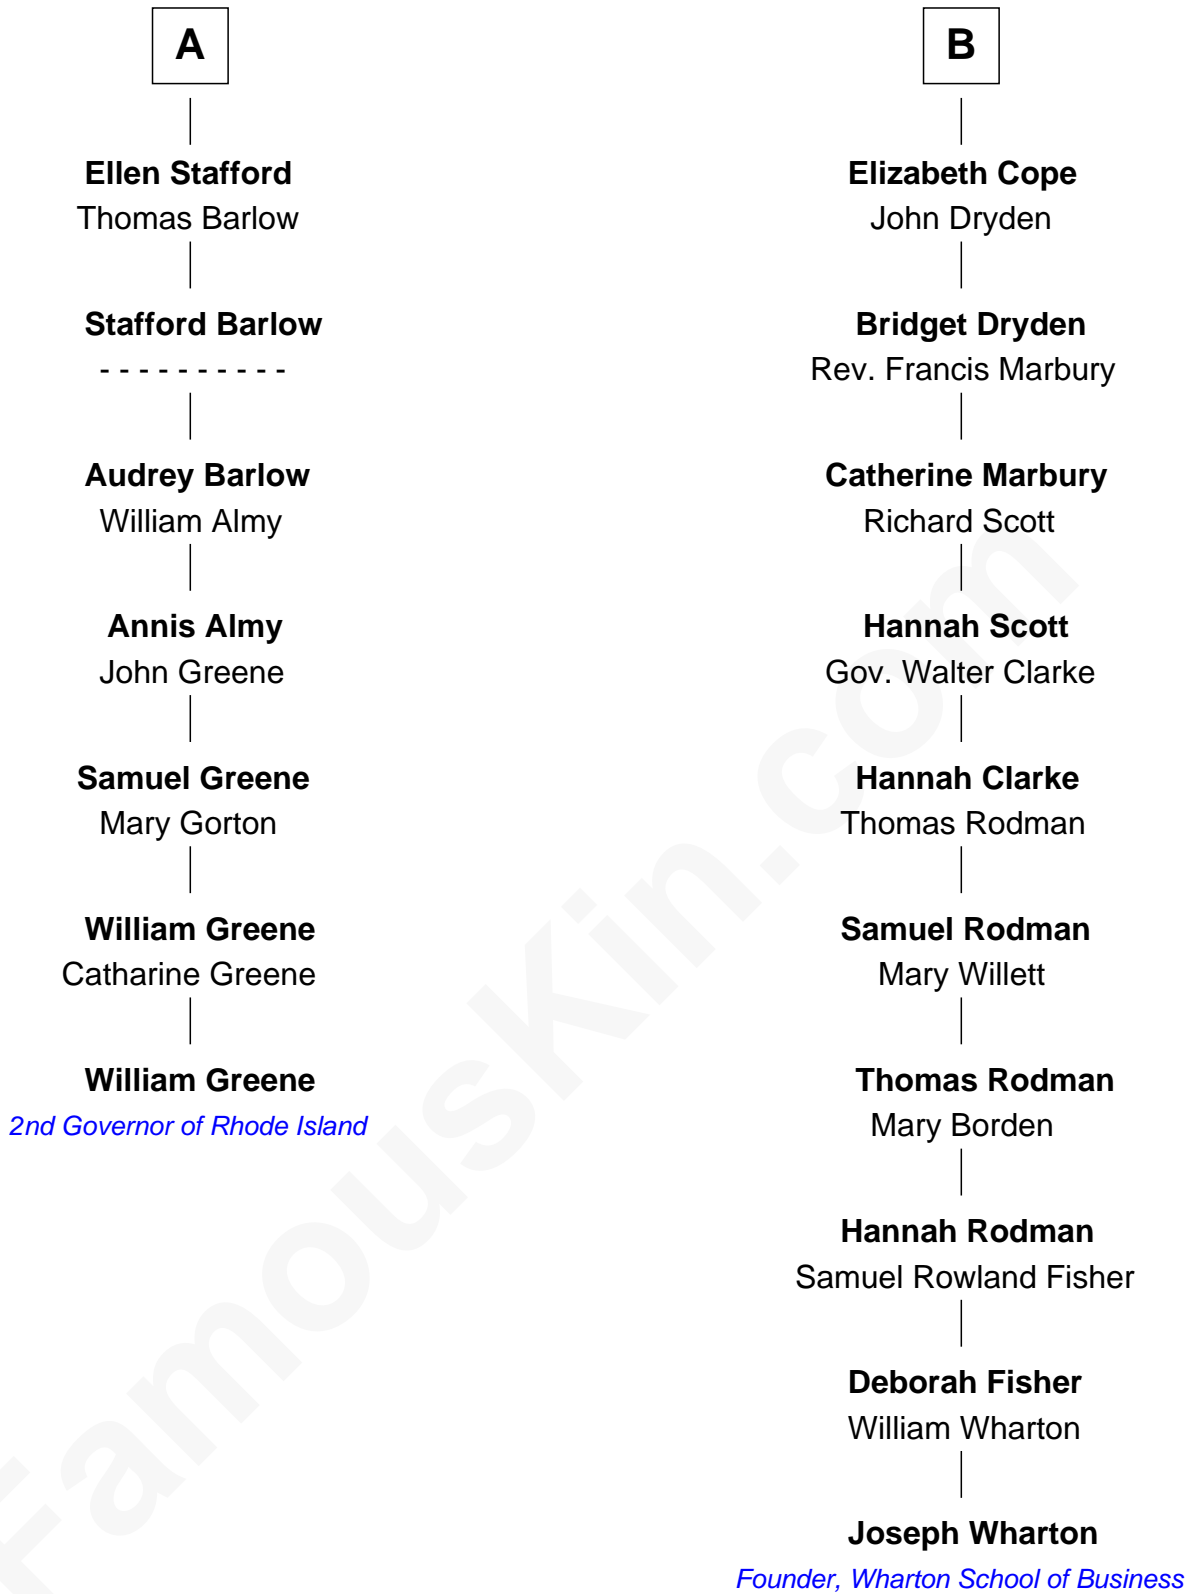 A
Ellen Stafford
Thomas Barlow
Stafford Barlow
- - - - - - - - - -
Audrey Barlow
William Almy
Annis Almy
John Greene
Samuel Greene
Mary Gorton
William Greene
Catharine Greene
William Greene
2nd Governor of Rhode Island
B
Elizabeth Cope
John Dryden
Bridget Dryden
Rev. Francis Marbury
Catherine Marbury
Richard Scott
Hannah Scott
Gov. Walter Clarke
Hannah Clarke
Thomas Rodman
Samuel Rodman
Mary Willett
Thomas Rodman
Mary Borden
Hannah Rodman
Samuel Rowland Fisher
Deborah Fisher
William Wharton
Joseph Wharton
Founder, Wharton School of Business
FamousKin.com